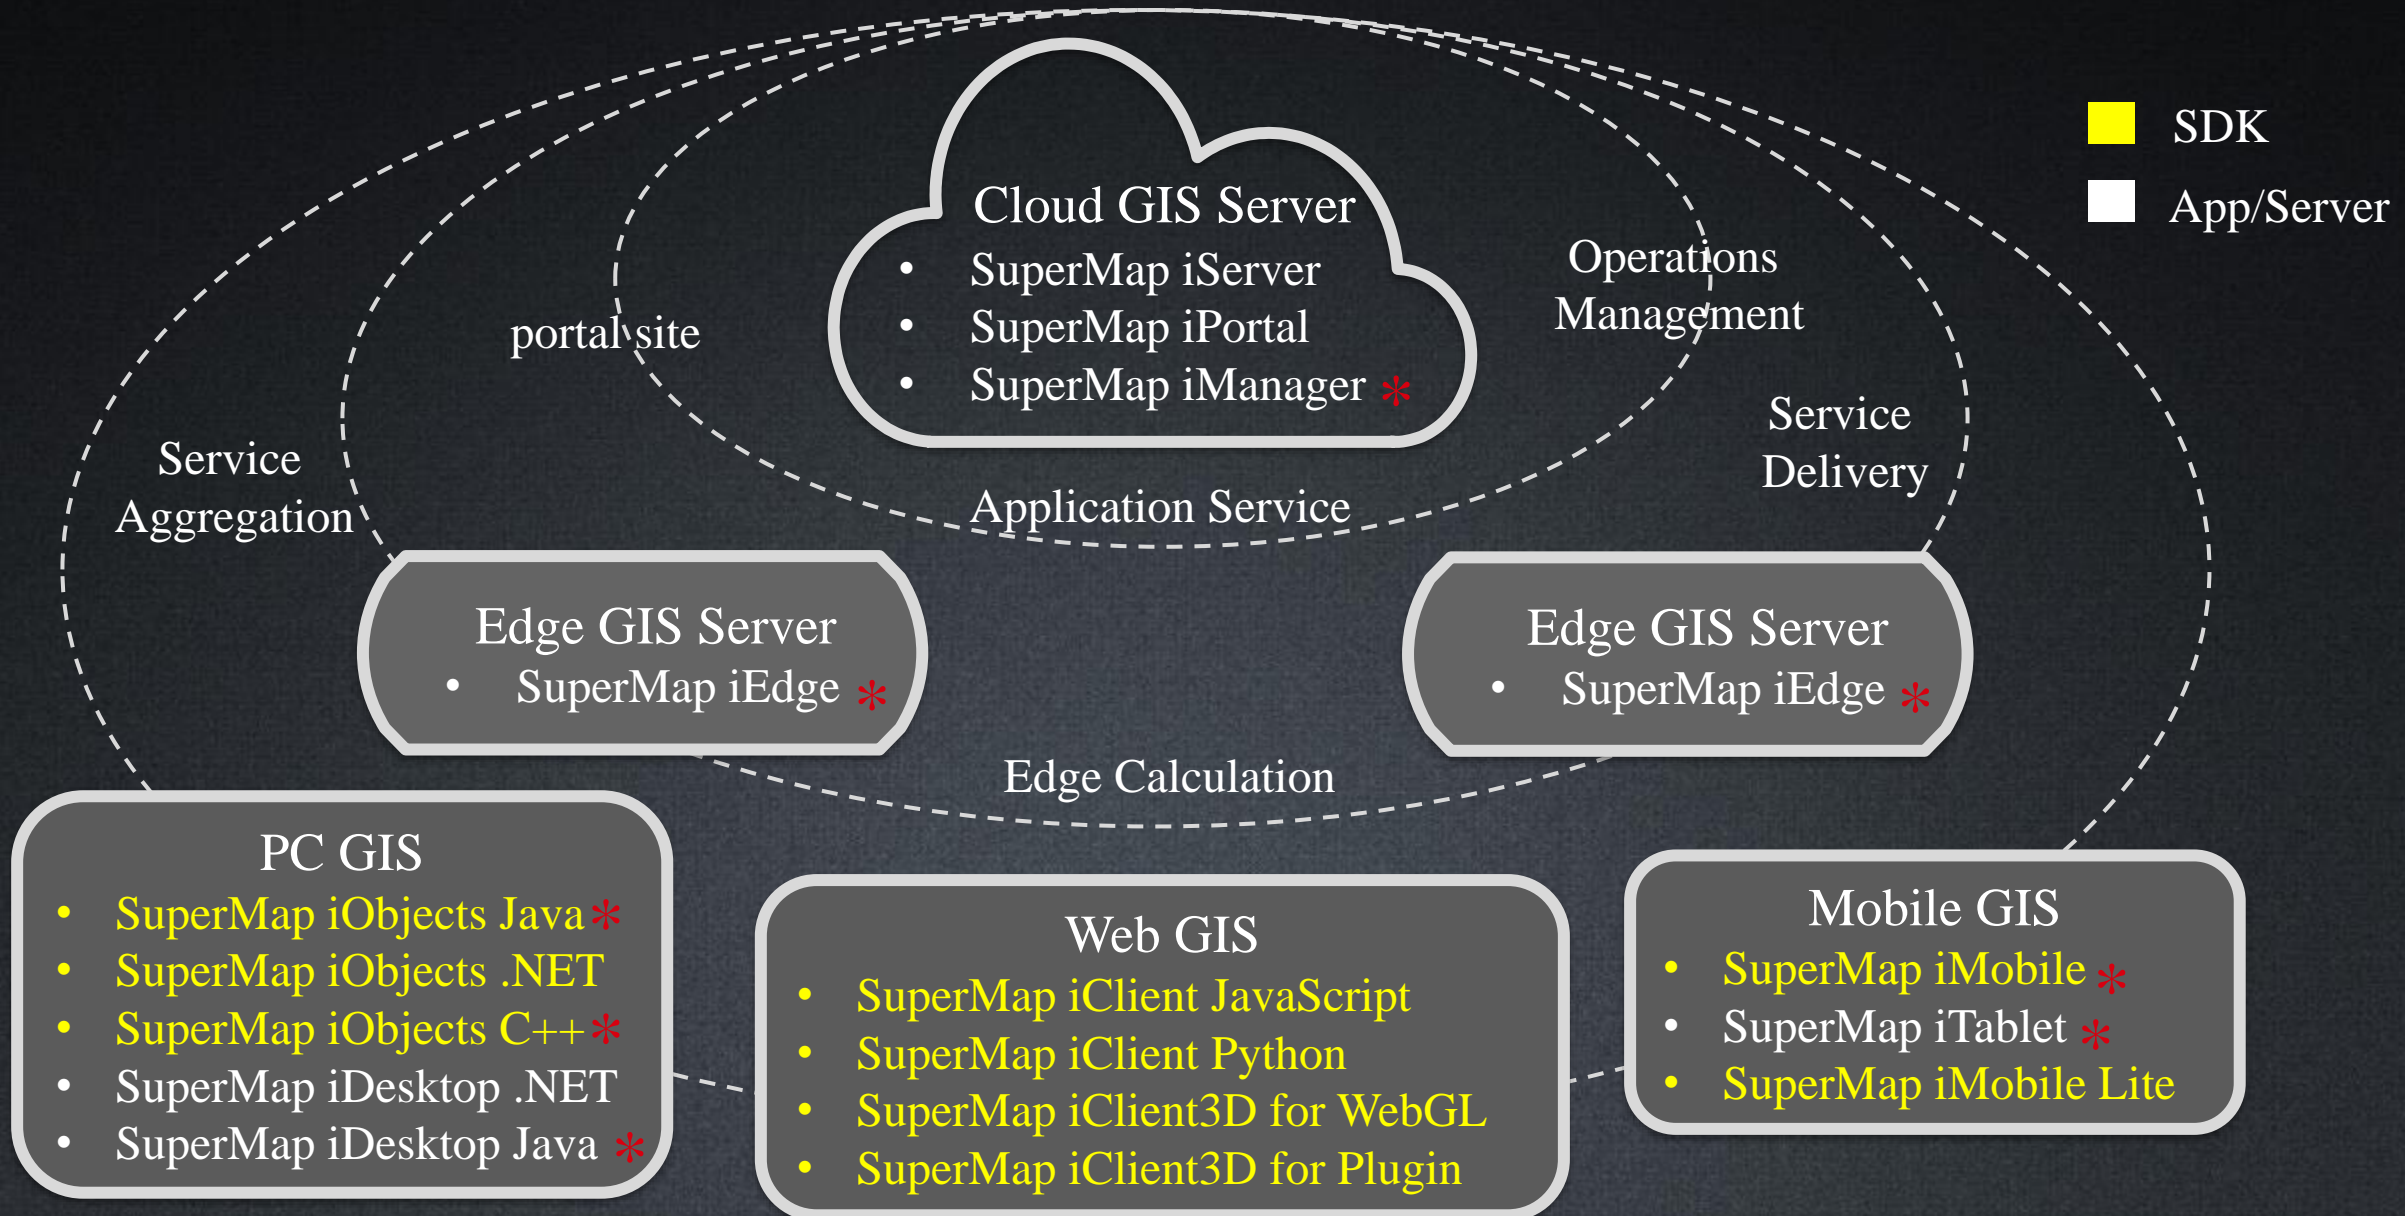 SDK
App/Server
Cloud GIS Server
• SuperMap iServer
• SuperMap iPortal
• SuperMap iManager *
portal site
Operations
Management
Service
Aggregation
Service
Delivery
Application Service
Edge GIS Server
• SuperMap iEdge *
Edge GIS Server
• SuperMap iEdge *
Edge Calculation
PC GIS
• SuperMap iObjects Java *
• SuperMap iObjects .NET
• SuperMap iObjects C++ *
• SuperMap iDesktop .NET
• SuperMap iDesktop Java *
Web GIS
• SuperMap iClient JavaScript
• SuperMap iClient Python
• SuperMap iClient3D for WebGL
• SuperMap iClient3D for Plugin
Mobile GIS
• SuperMap iMobile *
• SuperMap iTablet *
• SuperMap iMobile Lite